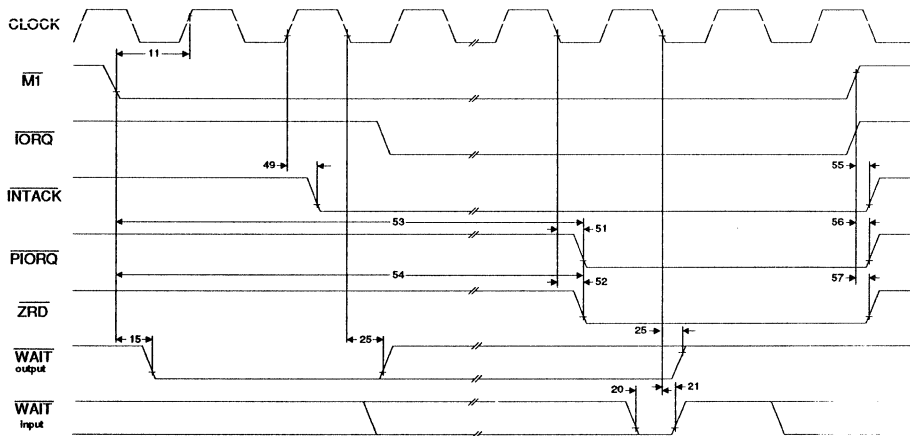 CLOCK
11
M1
IORQ
49
55
INTACK
53
51
56
PIORQ
54
52
57
ZRD
15
25
25
WAIT
output
20
21
WAIT
input